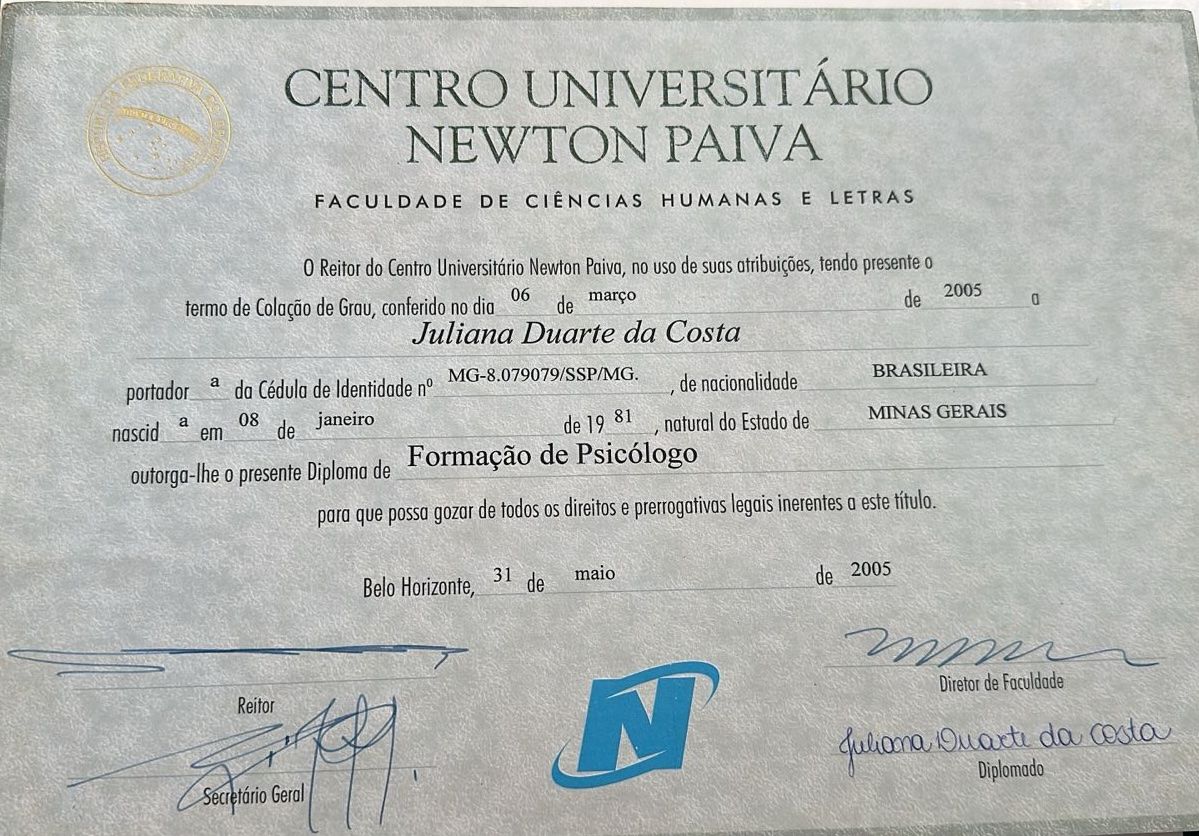 REPÚBLICA FEDERATIVA DO BRASIL
CENTRO UNIVERSITÁRIO
NEWTON PAIVA
FACULDADE DE CIÊNCIAS HUMANAS E LETRAS
O Reitor do Centro Universitário Newton Paiva, no uso de suas atribuições, tendo presente o
termo de Colação de Grau, conferido no dia 06 de março de 2005 a
Juliana Duarte da Costa
portador a da Cédula de Identidade nº MG-8.079079/SSP/MG. , de nacionalidade BRASILEIRA
nascid a em 08 de janeiro de 19 81 , natural do Estado de MINAS GERAIS
outorga-lhe o presente Diploma de Formação de Psicólogo
para que possa gozar de todos os direitos e prerrogativas legais inerentes a este título.
Belo Horizonte, 31 de maio de 2005
Reitor
Diretor de Faculdade
Juliana Duarte da Costa
Secretário Geral
Diplomado
N